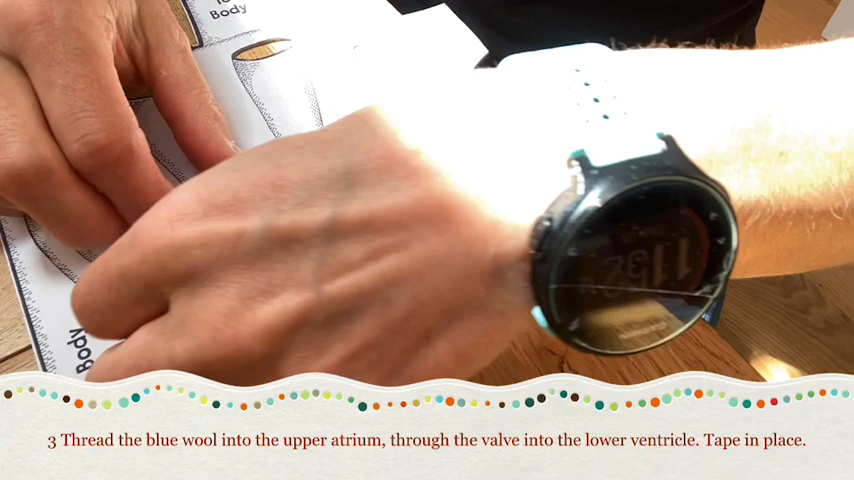 To
Body
Body
3 Thread the blue wool into the upper atrium, through the valve into the lower ventricle. Tape in place.